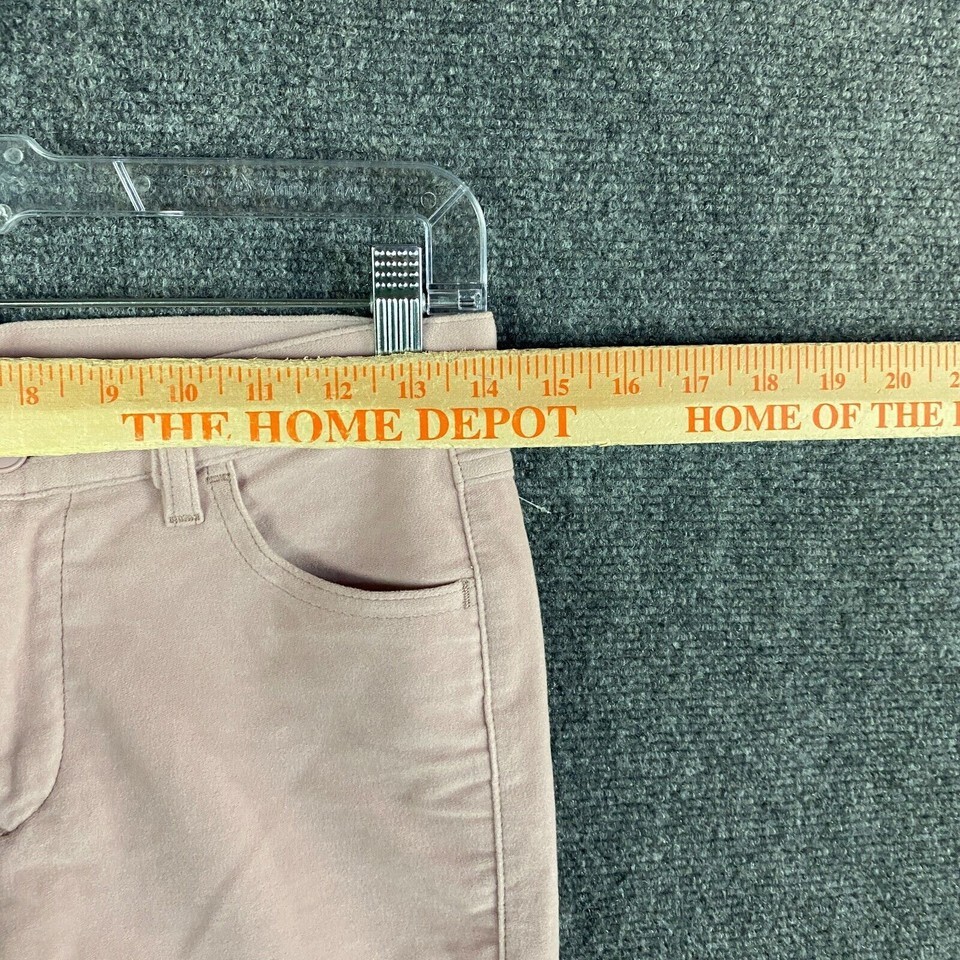 8 9 10 11 12 13 14 15 16 17 18 19 20
THE HOME DEPOT HOME OF THE